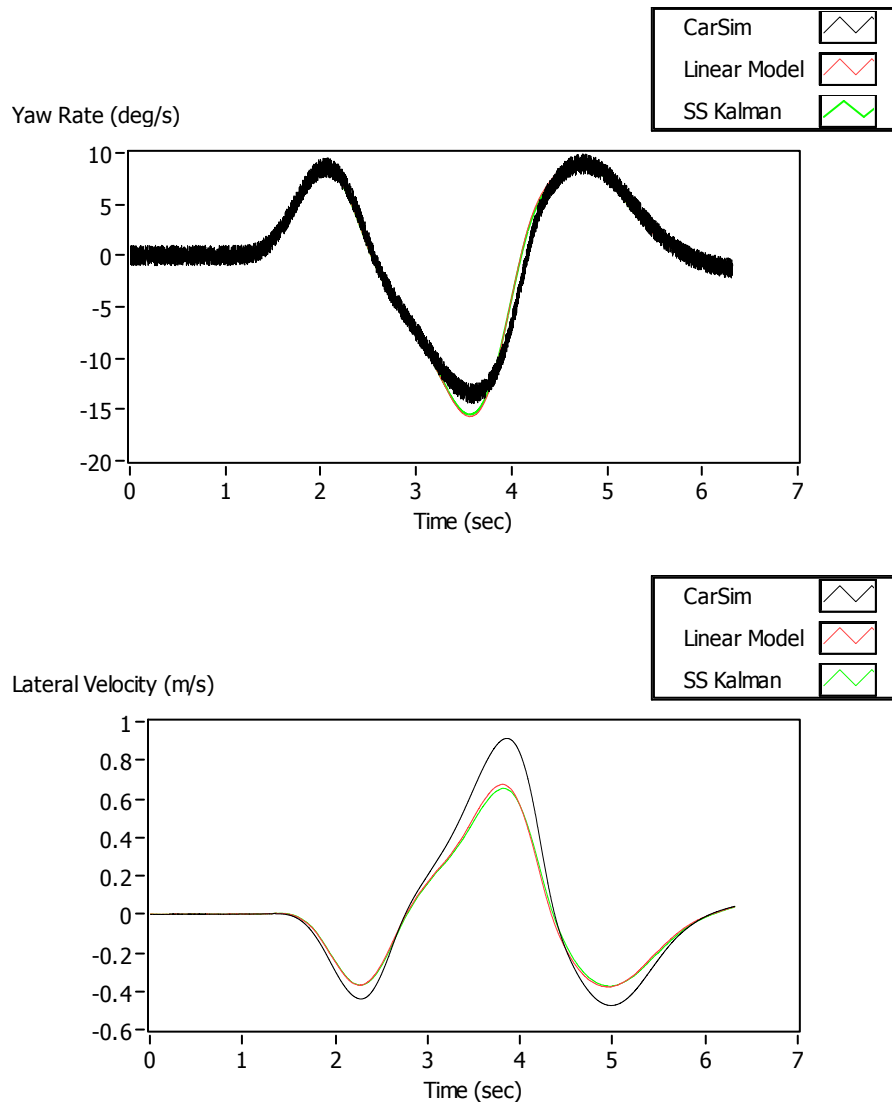 CarSim
Linear Model
SS Kalman
Yaw Rate (deg/s)
10
5
0
-5
-10
-15
-20
0 1 2 3 4 5 6 7
Time (sec)
CarSim
Linear Model
SS Kalman
Lateral Velocity (m/s)
1
0.8
0.6
0.4
0.2
0
-0.2
-0.4
-0.6
0 1 2 3 4 5 6 7
Time (sec)